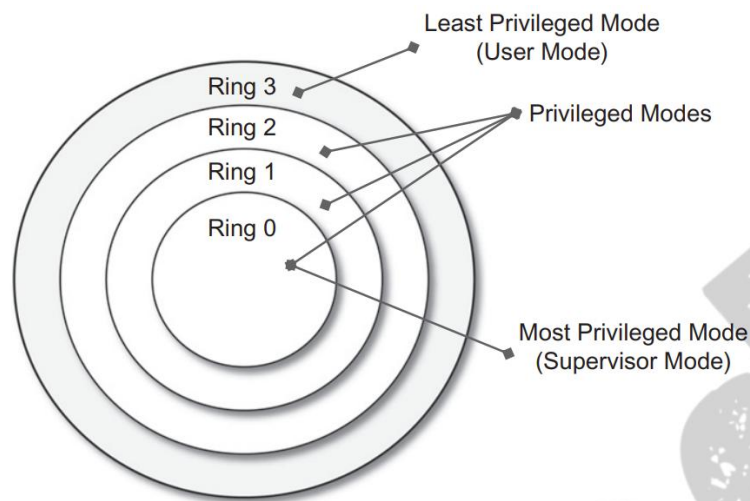 Least Privileged Mode
(User Mode)
Ring 3
Ring 2
Privileged Modes
Ring 1
Ring 0
Most Privileged Mode
(Supervisor Mode)